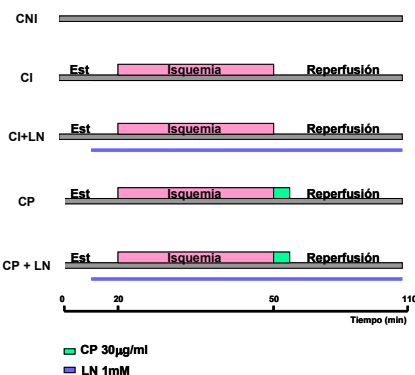 CNI
Est Isquemia Reperfusión
CI
Est Isquemia Reperfusión
CI+LN
Est Isquemia Reperfusión
CP
Est Isquemia Reperfusión
CP + LN
0 20 50 110
Tiempo (min)
CP 30µg/ml
LN 1mM